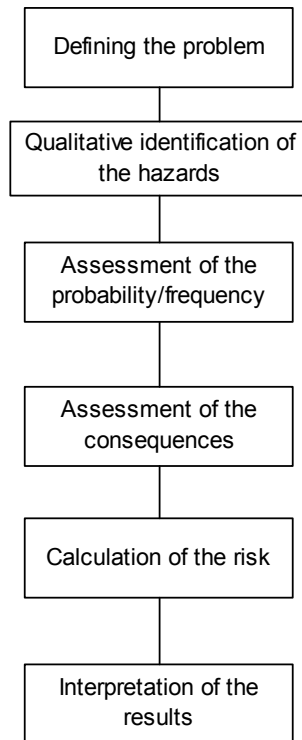 Defining the problem
Qualitative identification of
the hazards
Assessment of the
probability/frequency
Assessment of the
consequences
Calculation of the risk
Interpretation of the
results